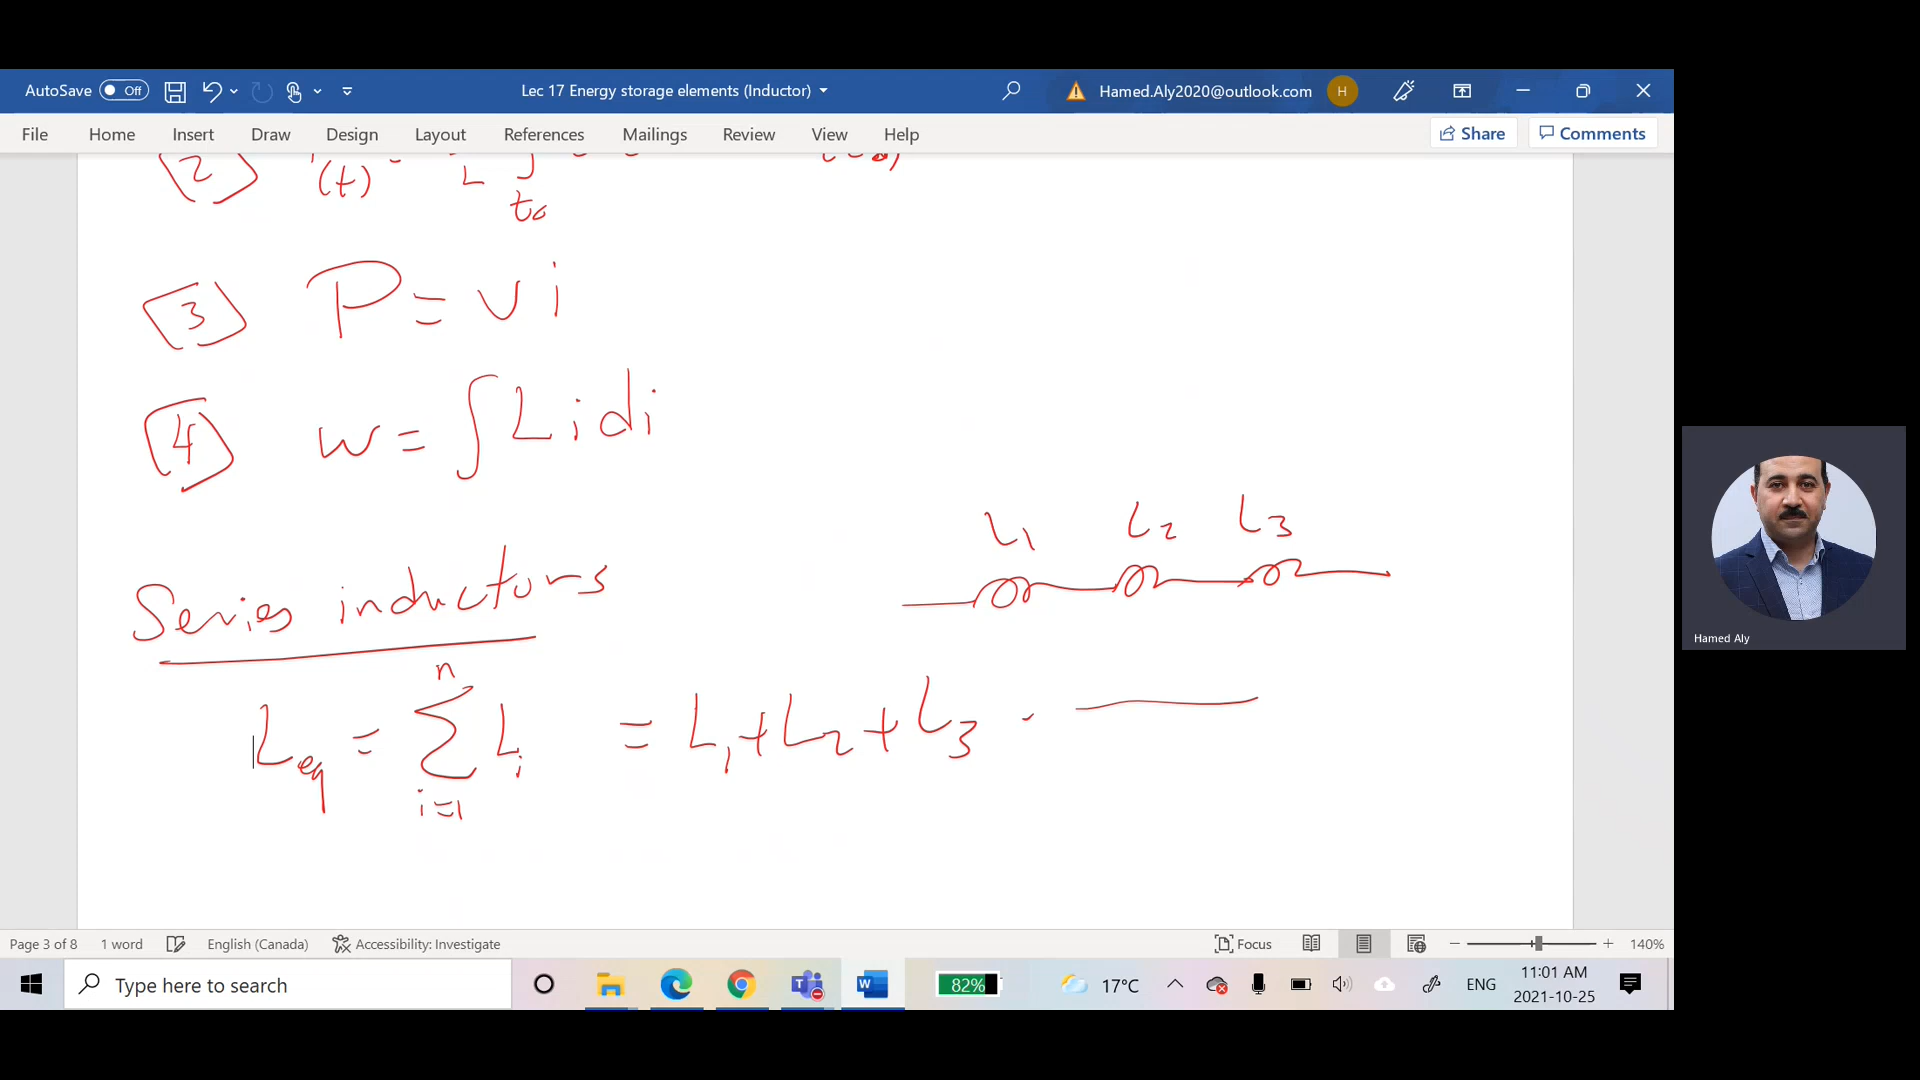 AutoSave Off Lec 17 Energy storage elements (Inductor) Hamed.Aly2020@outlook.com H
File Home Insert Draw Design Layout References Mailings Review View Help Share Comments
2 (t) L t₀
3 P = v i
4 w = ∫ L i di
L₁ L₂ L₃
Series inductors
n
Leq = ∑ Lᵢ = L₁ + L₂ + L₃ .
i=1
Hamed Aly
Page 3 of 8 1 word English (Canada) Accessibility: Investigate Focus 140%
Type here to search 82% 17°C ENG 11:01 AM
2021-10-25